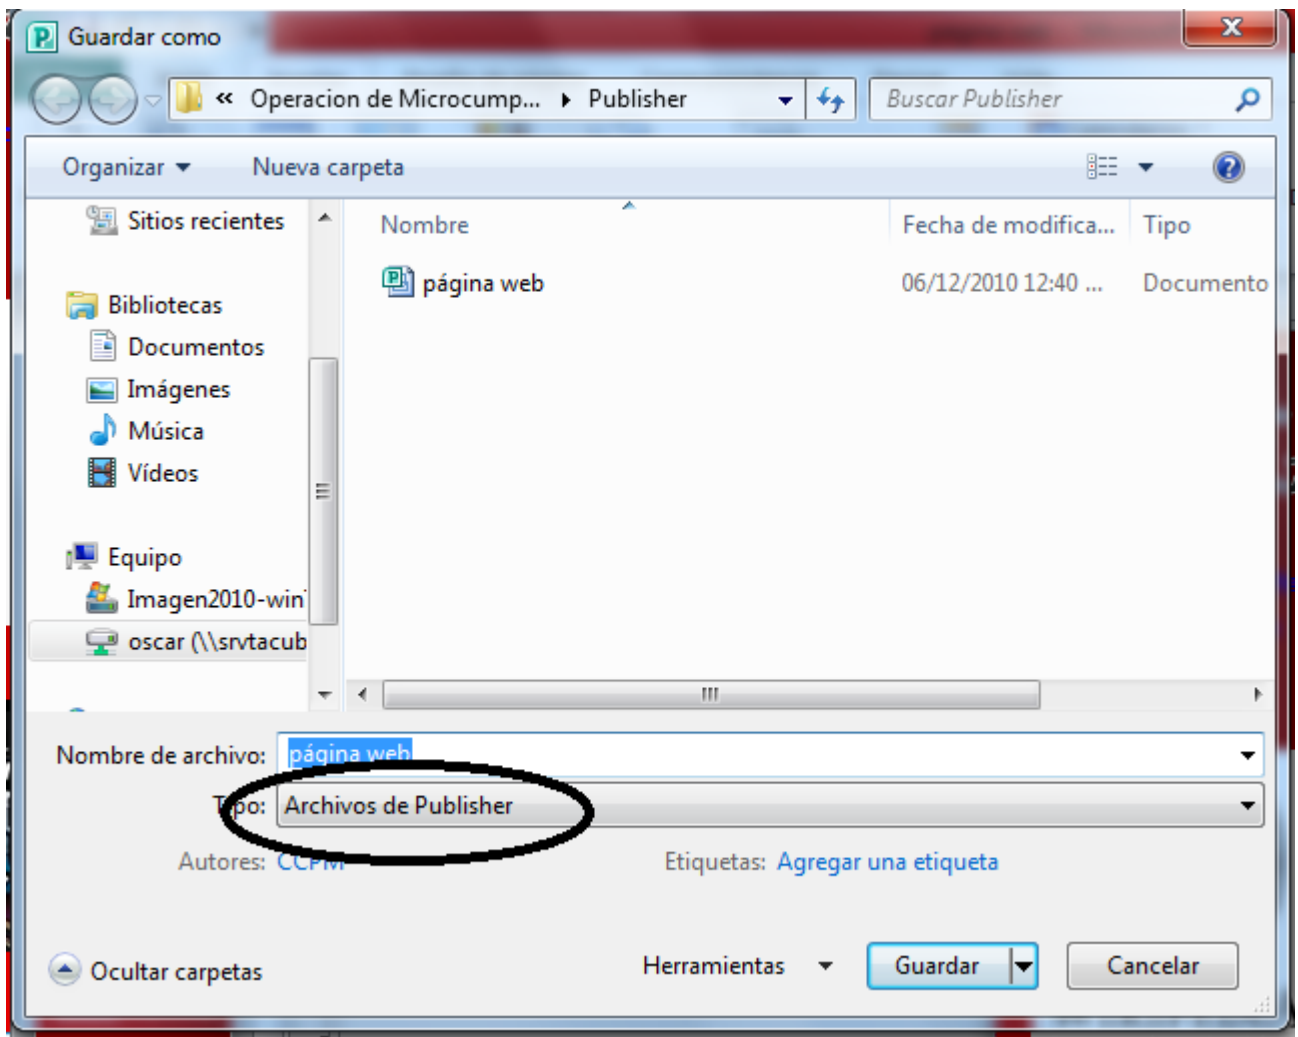 Guardar como
« Operacion de Microcump... Publisher
Buscar Publisher
Organizar
Nueva carpeta
Sitios recientes
Bibliotecas
Documentos
Imágenes
Música
Vídeos
Equipo
Imagen2010-win
oscar (\\srvtacub
Nombre
Fecha de modifica...
Tipo
página web
06/12/2010 12:40 ...
Documento
Nombre de archivo: página web
Tipo: Archivos de Publisher
Autores: CCPM
Etiquetas: Agregar una etiqueta
Ocultar carpetas
Herramientas
Guardar
Cancelar